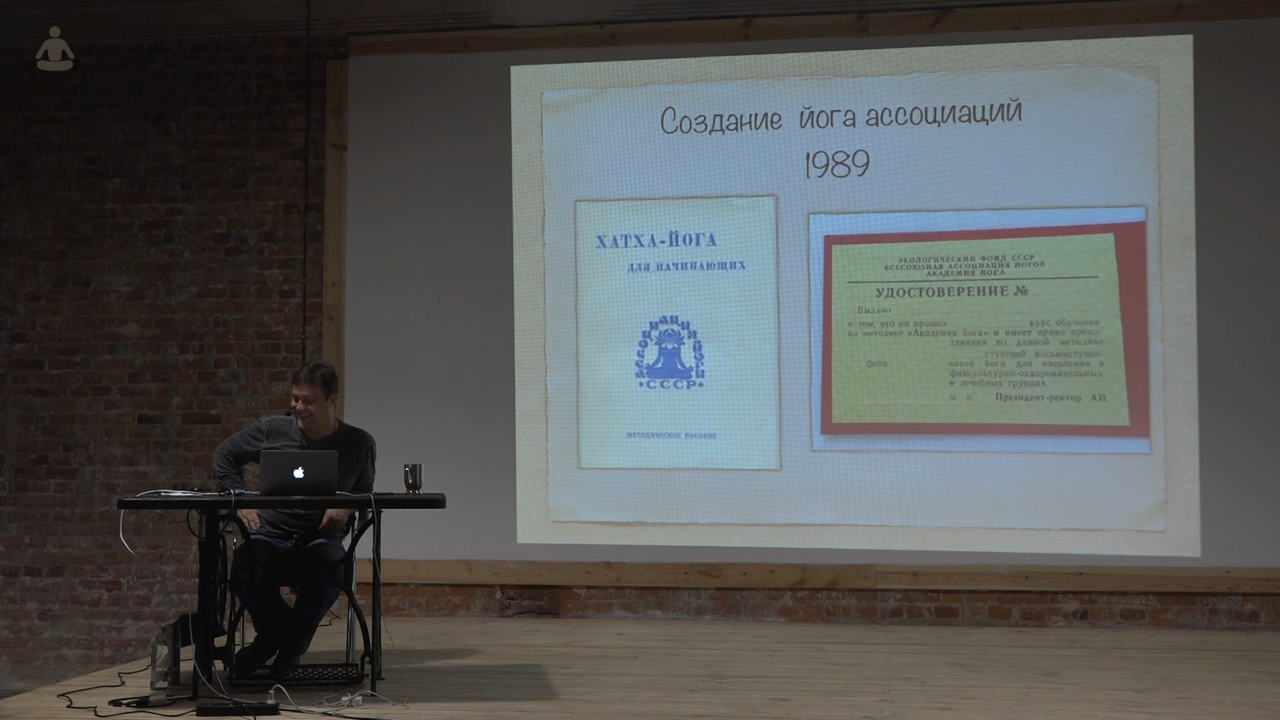 Создание йога ассоциаций
1989
ХАТХА-ЙОГА
ДЛЯ НАЧИНАЮЩИХ
АССОЦИАЦИЯ ЙОГИ
• СССР •
МЕТОДИЧЕСКОЕ ПОСОБИЕ
ЭКОЛОГИЧЕСКИЙ ФОНД СССР
ВСЕСОЮЗНАЯ АССОЦИАЦИЯ ЙОГОВ
АКАДЕМИЯ ЙОГА
УДОСТОВЕРЕНИЕ №
Выдано
в том, что он прошел курс обучения
по методике «Академия йога» и имеет право препо-
давания по данной методике
ступеней восьмиступен-
чатой йоги для населения в
фото
физкультурно-оздоровительных
и лечебных группах
м п Президент-ректор АЙ